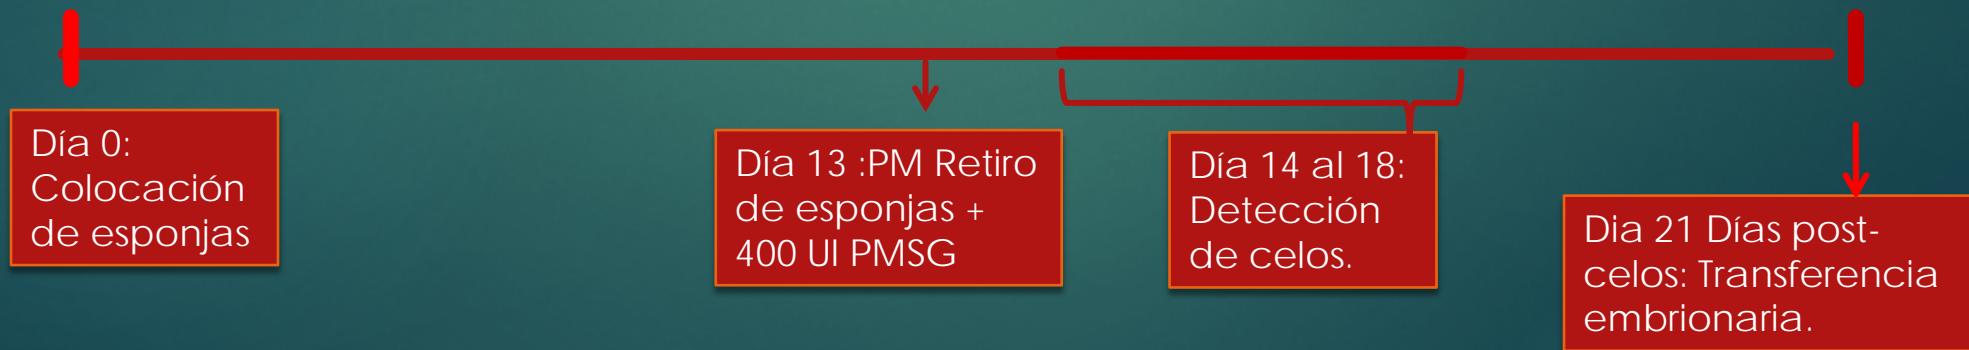 Día 0:
Colocación
de esponjas
Día 13 :PM Retiro
de esponjas +
400 UI PMSG
Día 14 al 18:
Detección
de celos.
Dia 21 Días post-
celos: Transferencia
embrionaria.